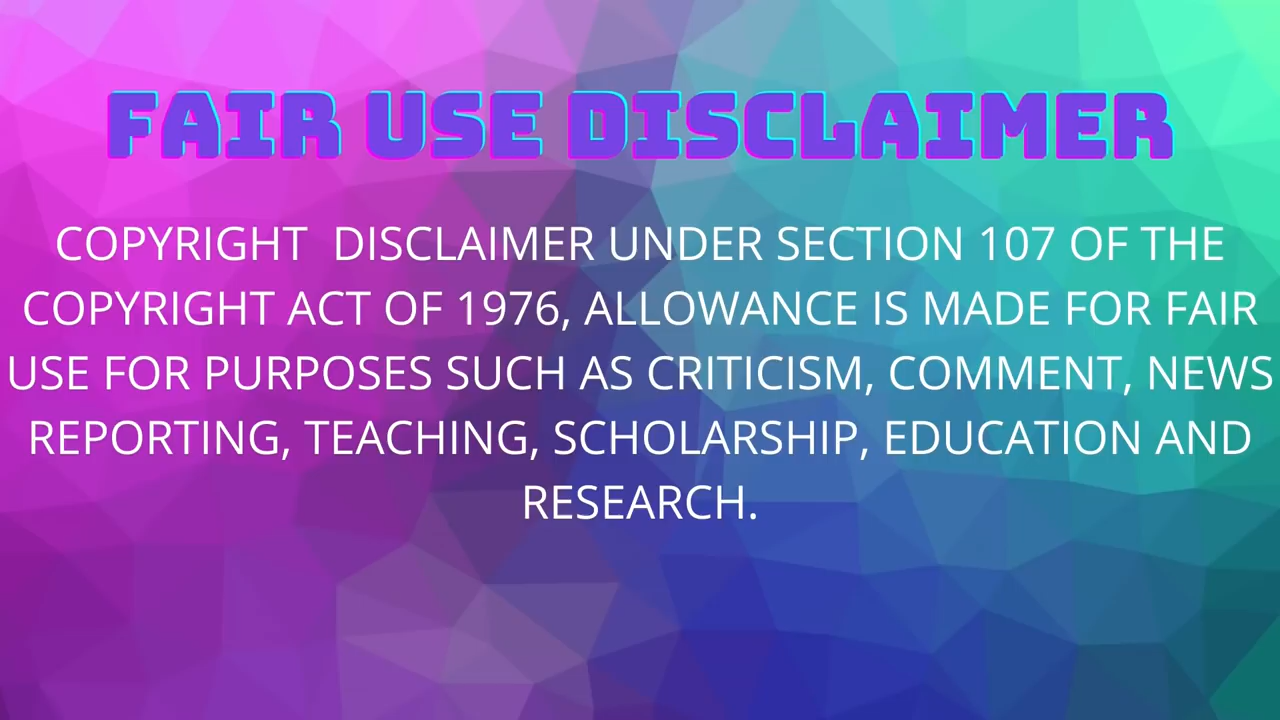 FAIR USE DISCLAIMER
COPYRIGHT  DISCLAIMER UNDER SECTION 107 OF THE
COPYRIGHT ACT OF 1976, ALLOWANCE IS MADE FOR FAIR
USE FOR PURPOSES SUCH AS CRITICISM, COMMENT, NEWS
REPORTING, TEACHING, SCHOLARSHIP, EDUCATION AND
RESEARCH.